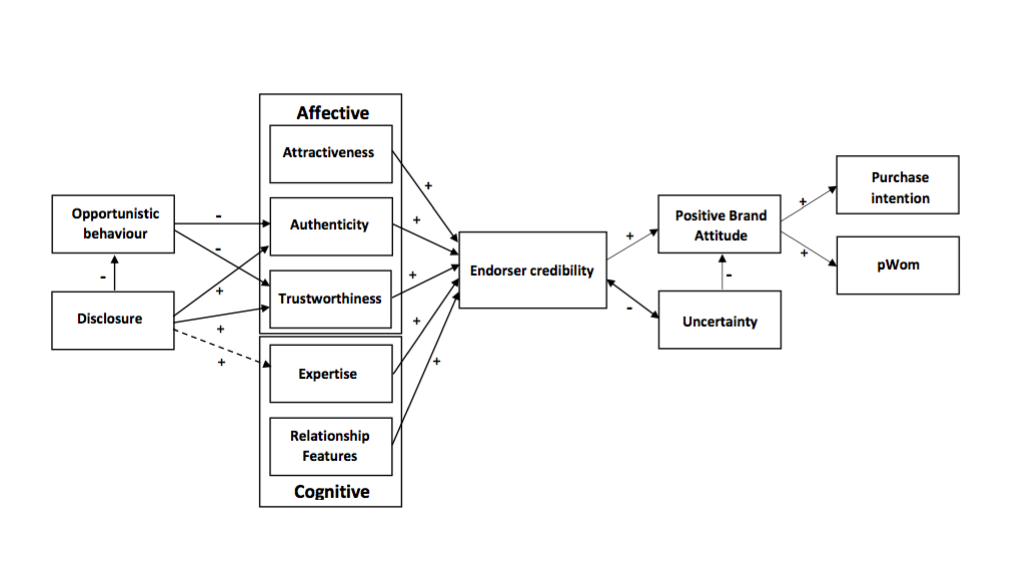 Affective
Attractiveness
+
Opportunistic
behaviour
-
-
Authenticity
+
-
Disclosure
+
+
+
Trustworthiness
+
Expertise
+
Relationship
Features
+
Cognitive
Endorser credibility
+
-
Positive Brand
Attitude
-
Uncertainty
+
+
Purchase
intention
pWom